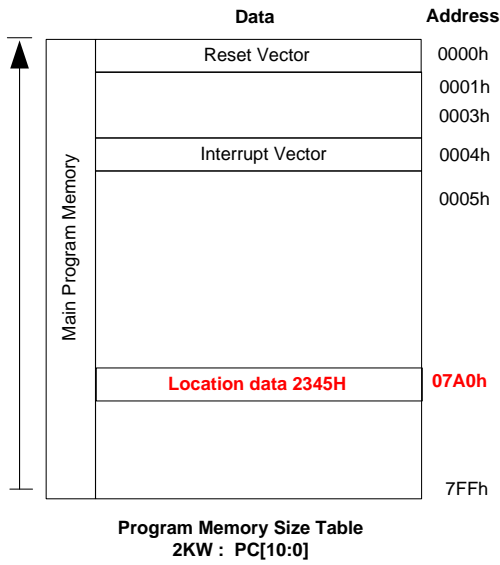 Data Address
Reset Vector 0000h
0001h
0003h
Interrupt Vector 0004h
0005h
Main Program Memory
Location data 2345H 07A0h
7FFh
Program Memory Size Table
2KW : PC[10:0]